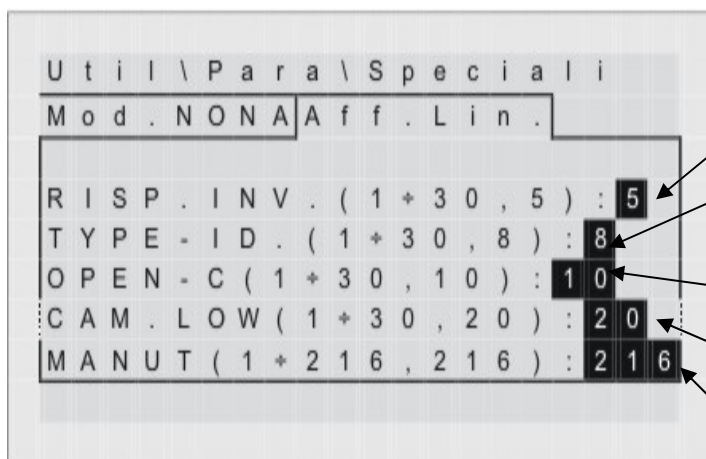 Util\Para\Speciali
Mod.NONA Aff.Lin.
RISP.INV.(1÷30,5):5
TYPE-ID.(1÷30,8):8
OPEN-C(1÷30,10):10
CAM.LOW(1÷30,20):20
MANUT(1÷216,216):216